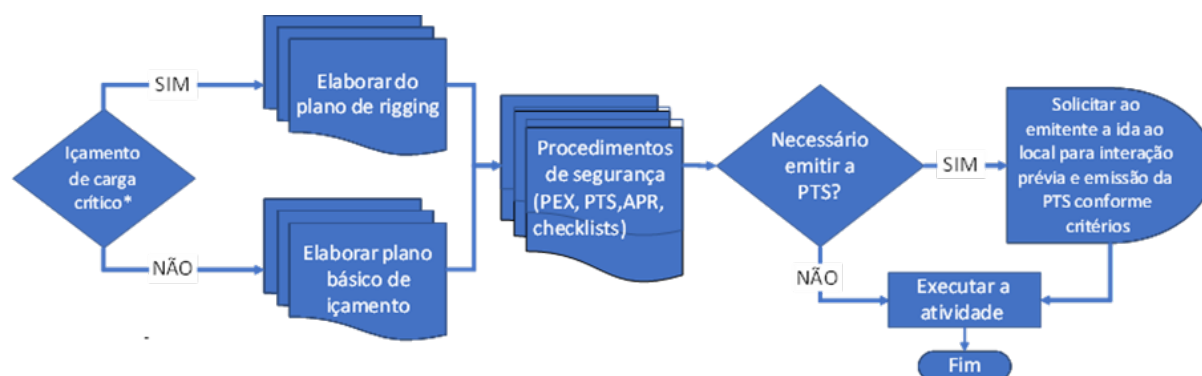 Içamento
de carga
crítico*
SIM
NÃO
Elaborar do
plano de rigging
Elaborar plano
básico de
içamento
Procedimentos
de segurança
(PEX, PTS,APR,
checklists)
Necessário
emitir a
PTS?
SIM
NÃO
Solicitar ao
emitente a ida ao
local para interação
prévia e emissão da
PTS conforme
critérios
Executar a
atividade
Fim